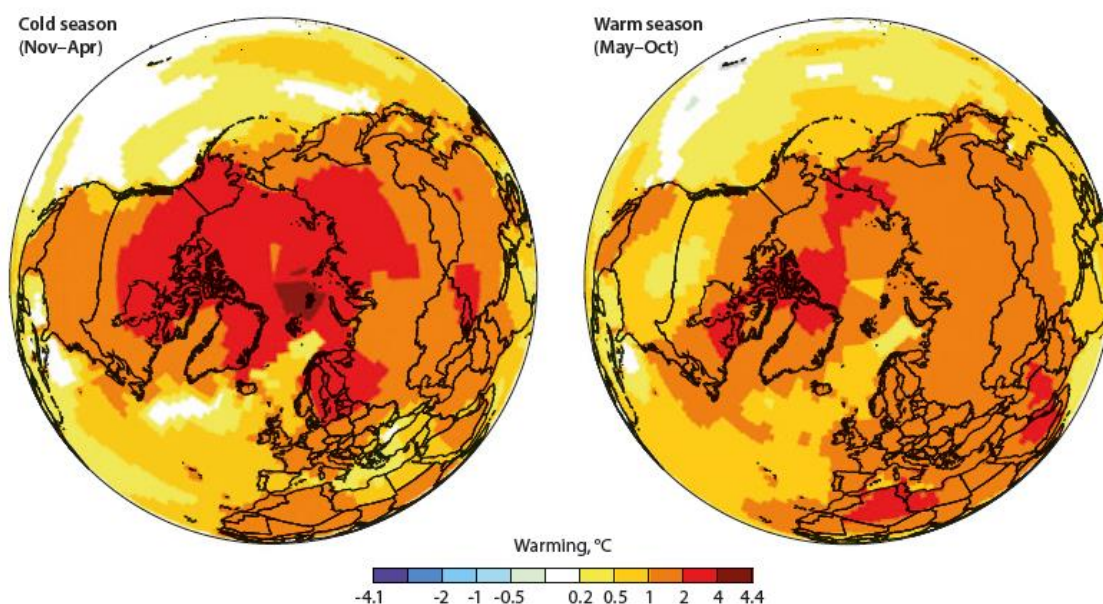 Cold season
(Nov–Apr)
Warm season
(May–Oct)
Warming, °C
-4.1 -2 -1 -0.5 0.2 0.5 1 2 4 4.4